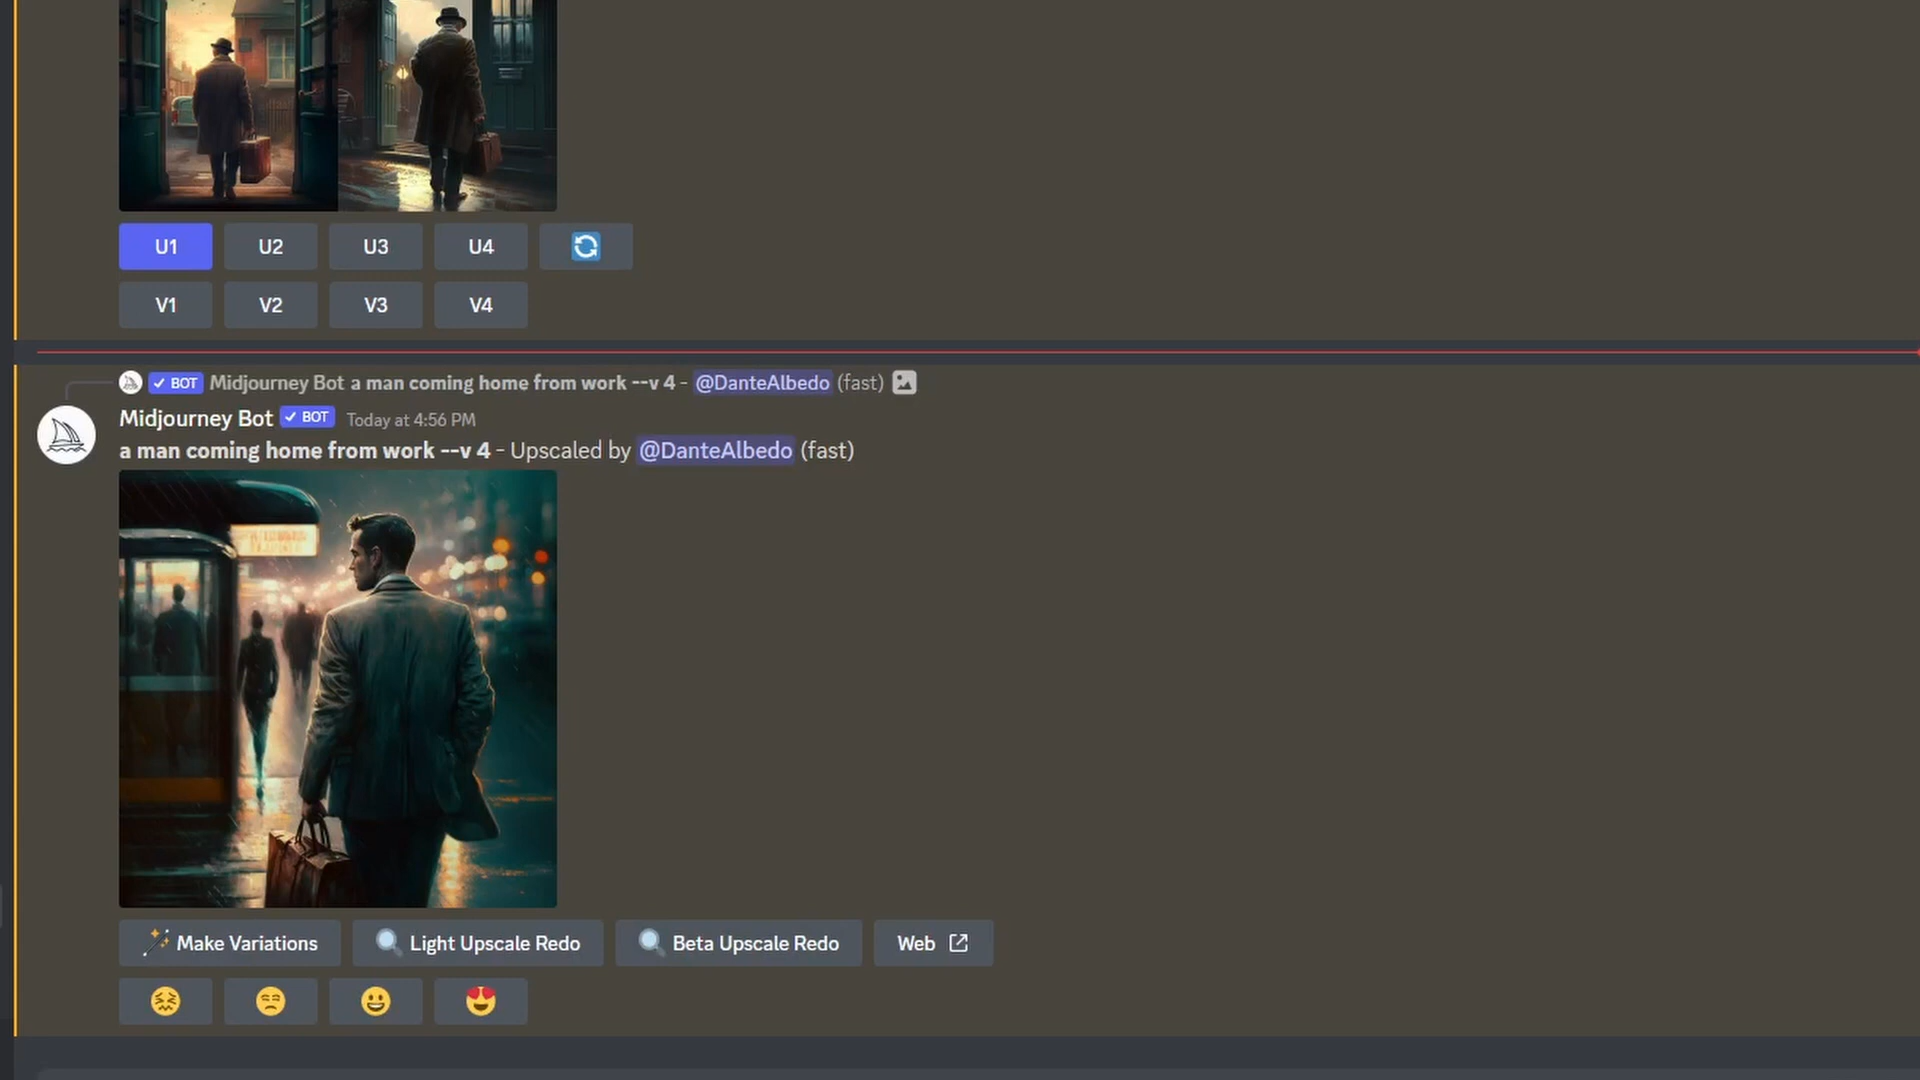 U1 U2 U3 U4
V1 V2 V3 V4
BOT Midjourney Bot a man coming home from work --v 4 - @DanteAlbedo (fast)
Midjourney Bot BOT Today at 4:56 PM
a man coming home from work --v 4 - Upscaled by @DanteAlbedo (fast)
Make Variations Light Upscale Redo Beta Upscale Redo Web